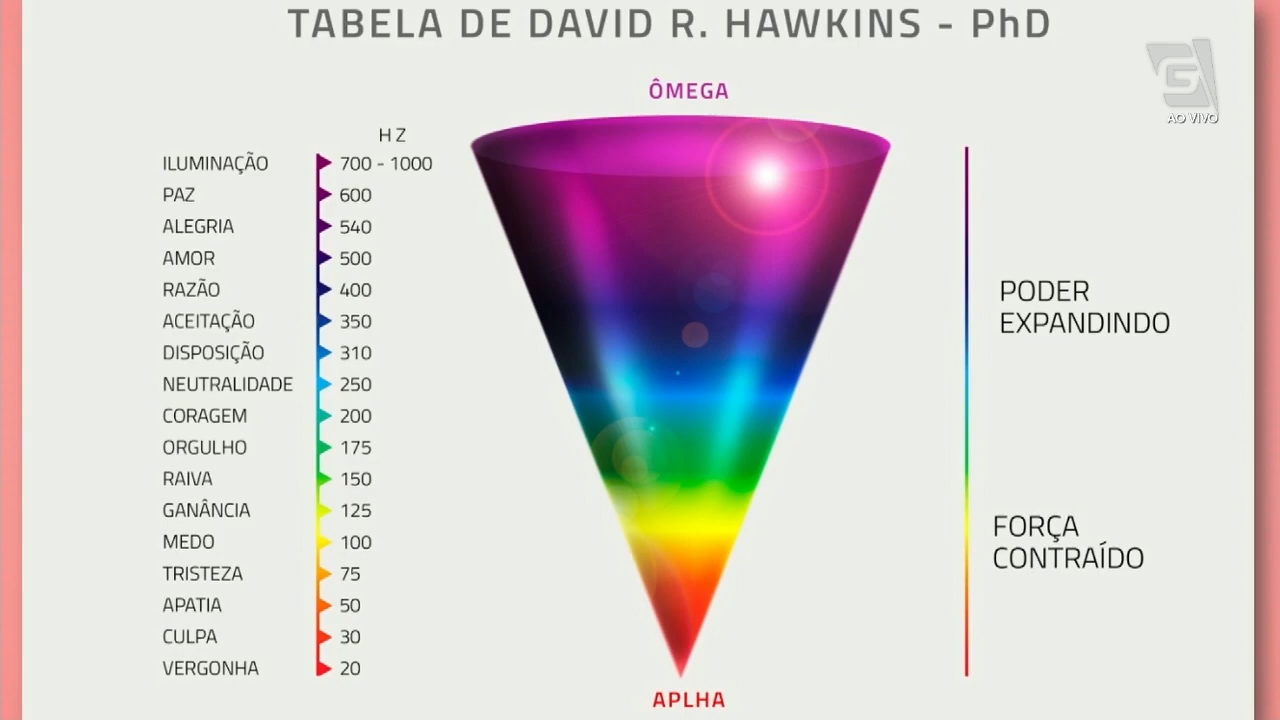 TABELA DE DAVID R. HAWKINS - PhD
AO VIVO
ÔMEGA
HZ
ILUMINAÇÃO 700 - 1000
PAZ 600
ALEGRIA 540
AMOR 500
RAZÃO 400
ACEITAÇÃO 350
DISPOSIÇÃO 310
NEUTRALIDADE 250
CORAGEM 200
ORGULHO 175
RAIVA 150
GANÂNCIA 125
MEDO 100
TRISTEZA 75
APATIA 50
CULPA 30
VERGONHA 20
PODER
EXPANDINDO
FORÇA
CONTRAÍDO
APLHA